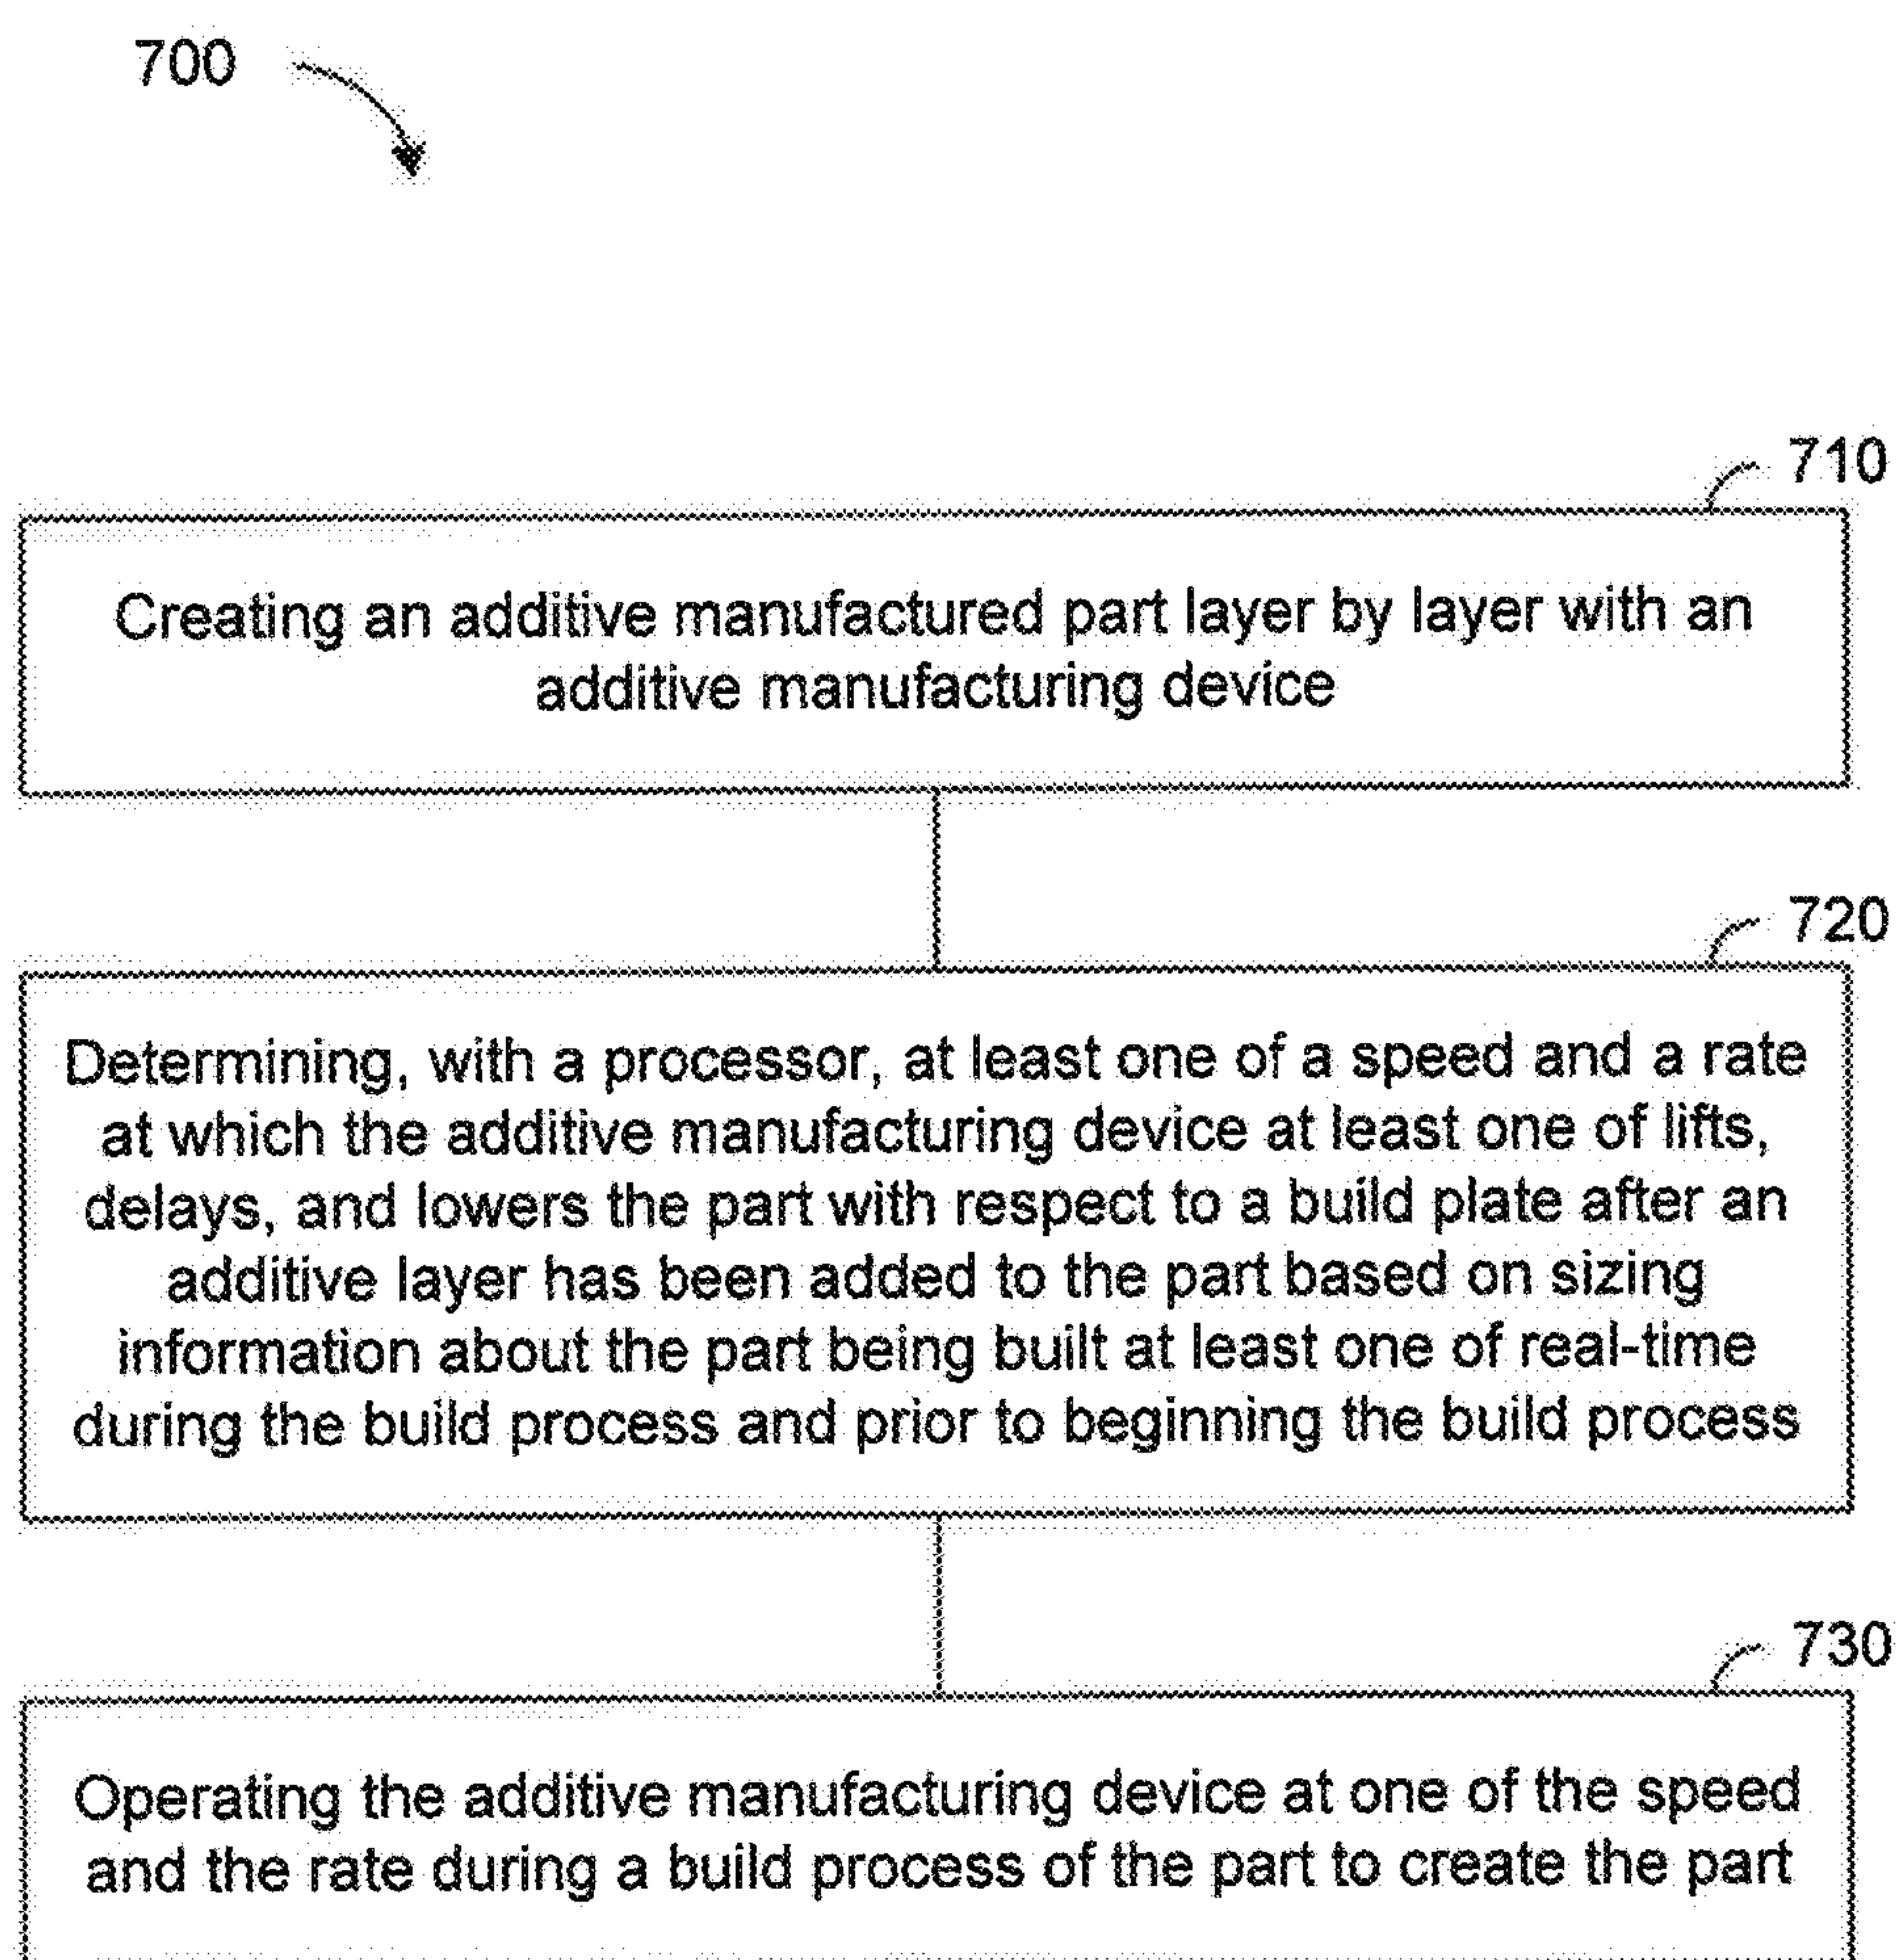 700
710
Creating an additive manufactured part layer by layer with an
additive manufacturing device
720
Determining, with a processor, at least one of a speed and a rate
at which the additive manufacturing device at least one of lifts,
delays, and lowers the part with respect to a build plate after an
additive layer has been added to the part based on sizing
information about the part being built at least one of real-time
during the build process and prior to beginning the build process
730
Operating the additive manufacturing device at one of the speed
and the rate during a build process of the part to create the part